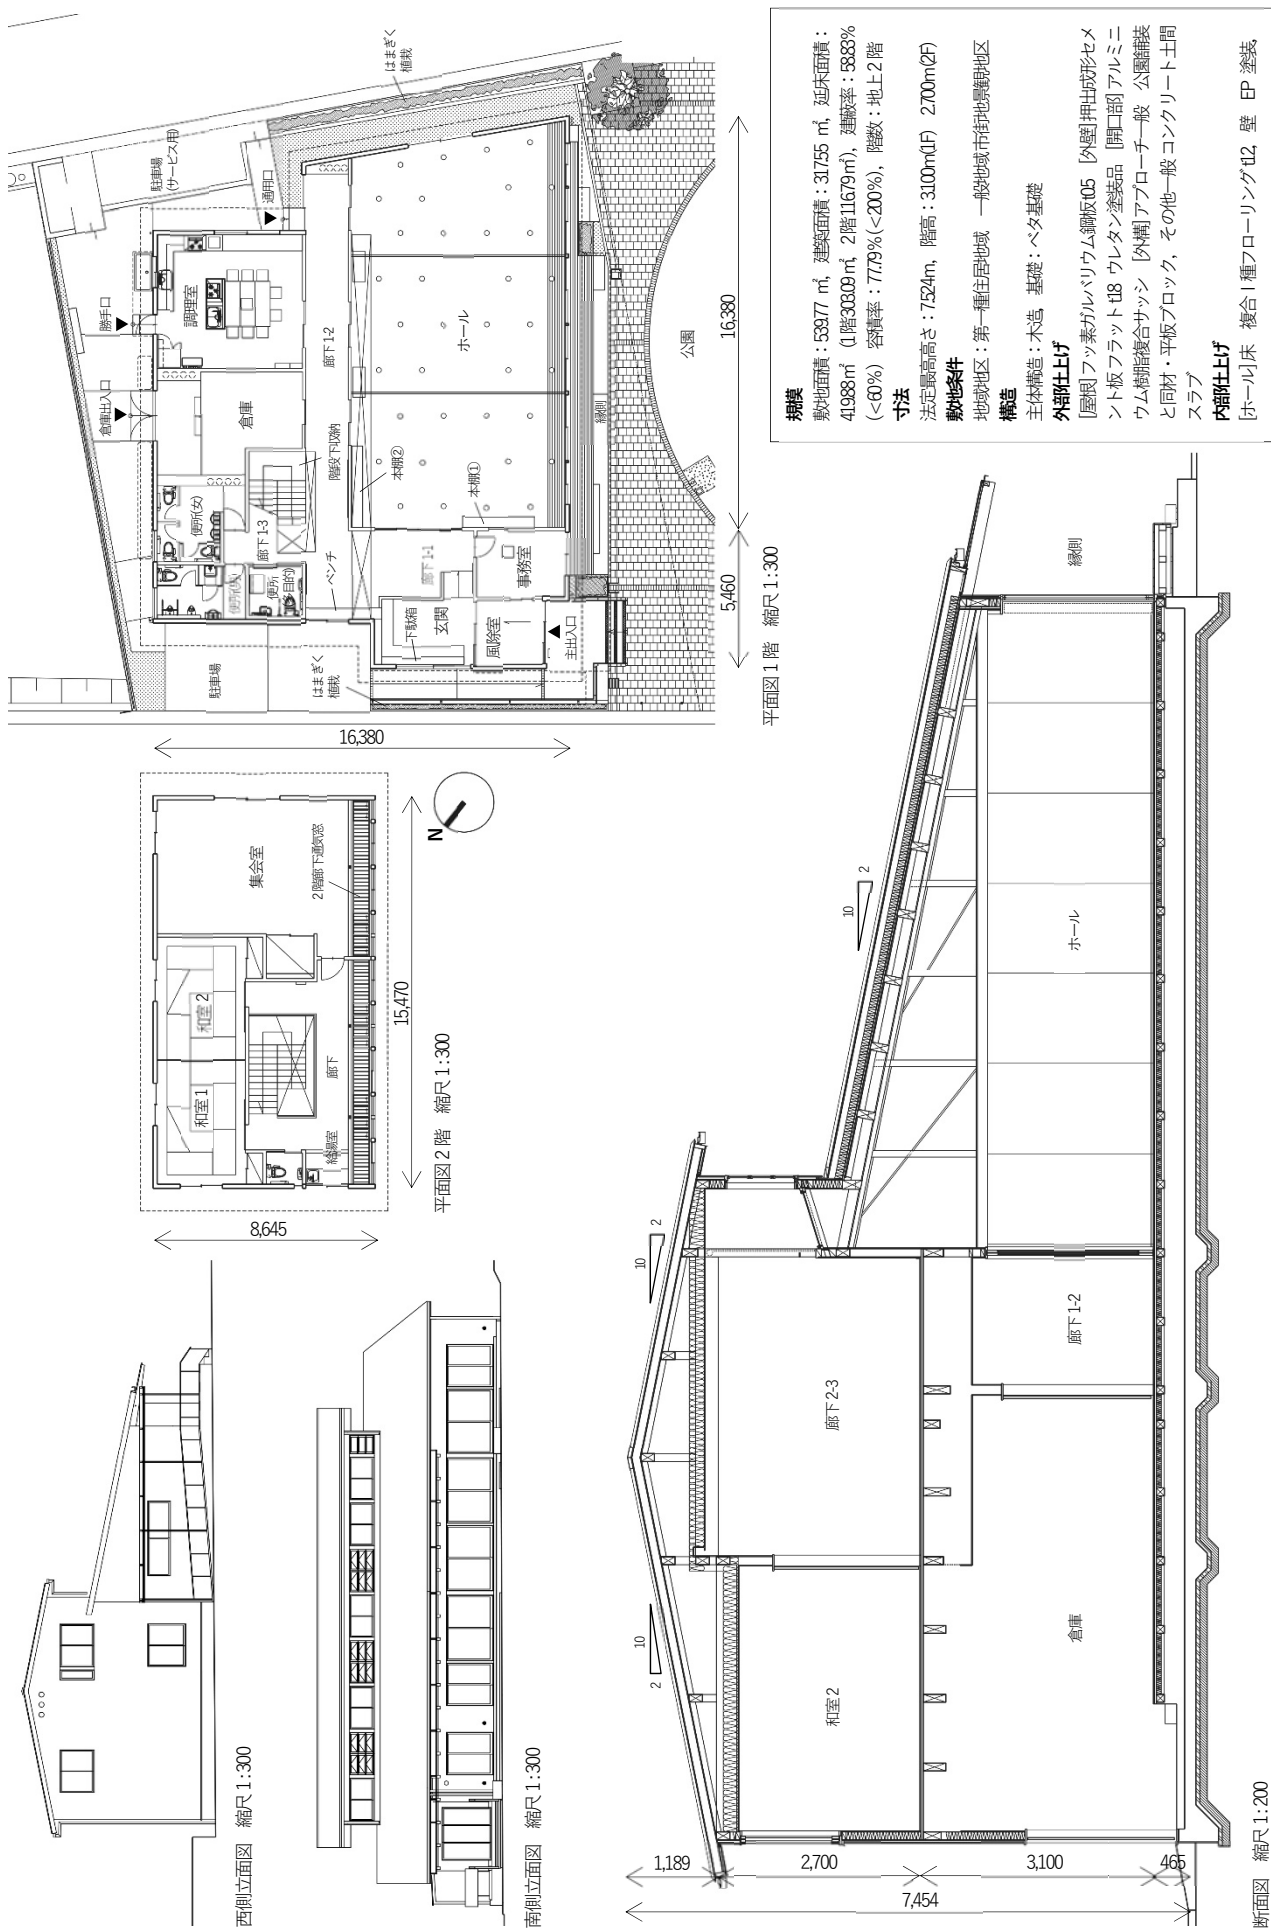 はまぎく
植栽
駐車場
(サービス用)
通用口
勝手口
倉庫出入口
調理室
倉庫
廊下1-2
ホール
階段下収納
本棚②
本棚①
便所(女)
廊下1-3
便所(男)
便所
(多目的)
ベンチ
廊下1-1
事務室
下駄箱
玄関
風除室
主出入口
駐車場
はまぎく
植栽
縁側
公園
16,380
5,460
16,380
平面図 1 階 縮尺 1:300
集会室
2階廊下通気窓
和室 2
和室 1
廊下
給湯室
15,470
8,645
N
平面図 2 階 縮尺 1:300
西側立面図 縮尺 1:300
南側立面図 縮尺 1:300
規模
敷地面積:539.77 ㎡, 建築面積:317.55 ㎡, 延床面積:
419.88 ㎡ (1 階303.09 ㎡, 2 階116.79 ㎡), 建蔽率:58.83%
(<60%) 容積率:77.79% (<200%), 階数:地上 2 階
寸法
法定最高高さ:7.524m, 階高:3.100m(1F) 2.700m(2F)
敷地条件
地域地区:第一種住居地域 一般地域 市街地景観地区
構造
主体構造:木造, 基礎:ベタ基礎
外部仕上げ
[屋根] フッ素ガルバリウム鋼板t0.5 [外壁] 押出成形セメ
ント板 フラット t18 ウレタン塗装品 [開口部] アルミニ
ウム樹脂複合サッシ [外構] アプローチ一般 公園舗装
と同材・平板ブロック, その他一般 コンクリート土間
スラブ
内部仕上げ
[ホール] 床 複合 1 種フローリング t12, 壁 EP 塗装,
縁側
10
2
ホール
10
2
廊下 1-2
廊下 2-3
10
2
倉庫
和室 2
1,189
2,700
3,100
465
7,454
断面図 縮尺 1:200